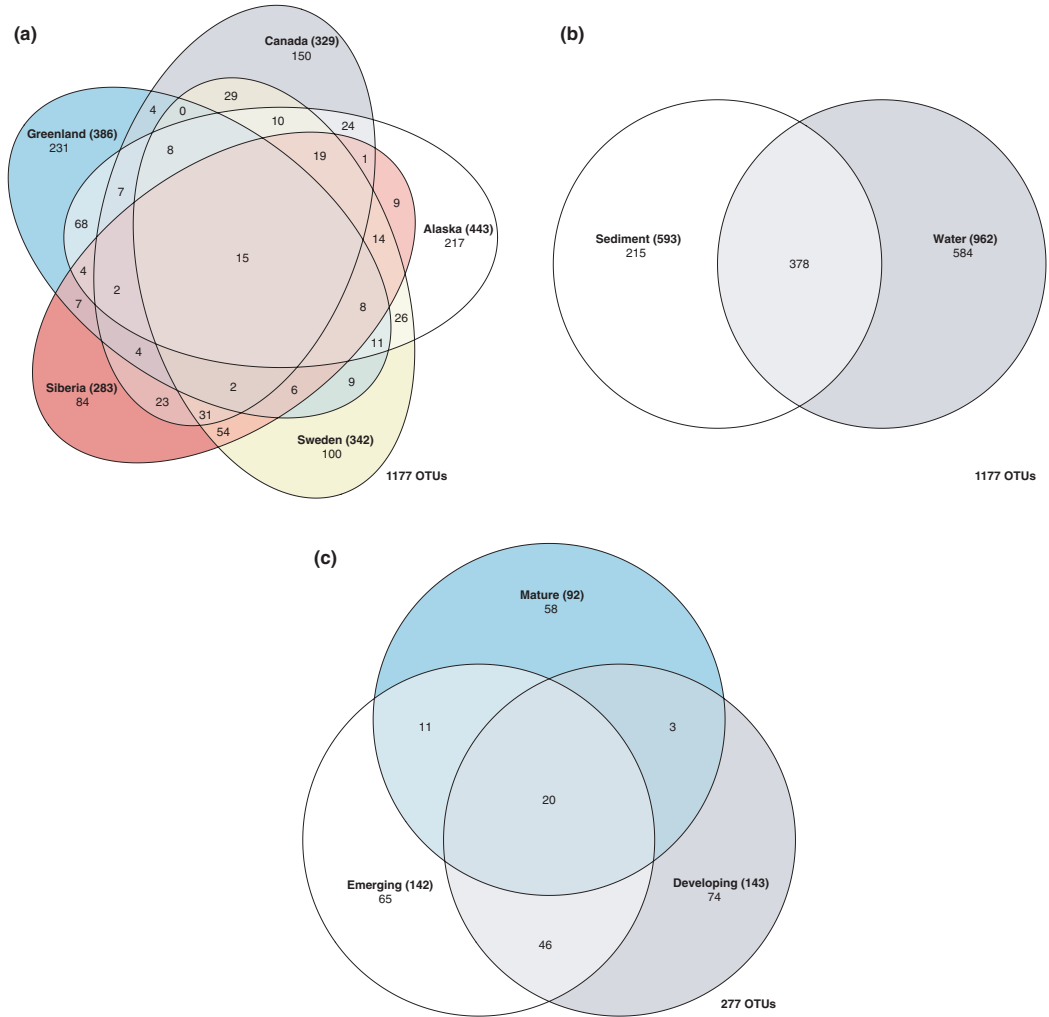 (a)
Canada (329)
150
29
4
0
10
24
Greenland (386)
231
8
19
1
7
9
68
14
Alaska (443)
217
15
4
2
7
8
26
11
4
Siberia (283)
84
2
6
9
23
31
54
Sweden (342)
100
1177 OTUs
(b)
Sediment (593)
215
378
Water (962)
584
1177 OTUs
(c)
Mature (92)
58
11
3
20
Emerging (142)
65
Developing (143)
74
46
277 OTUs